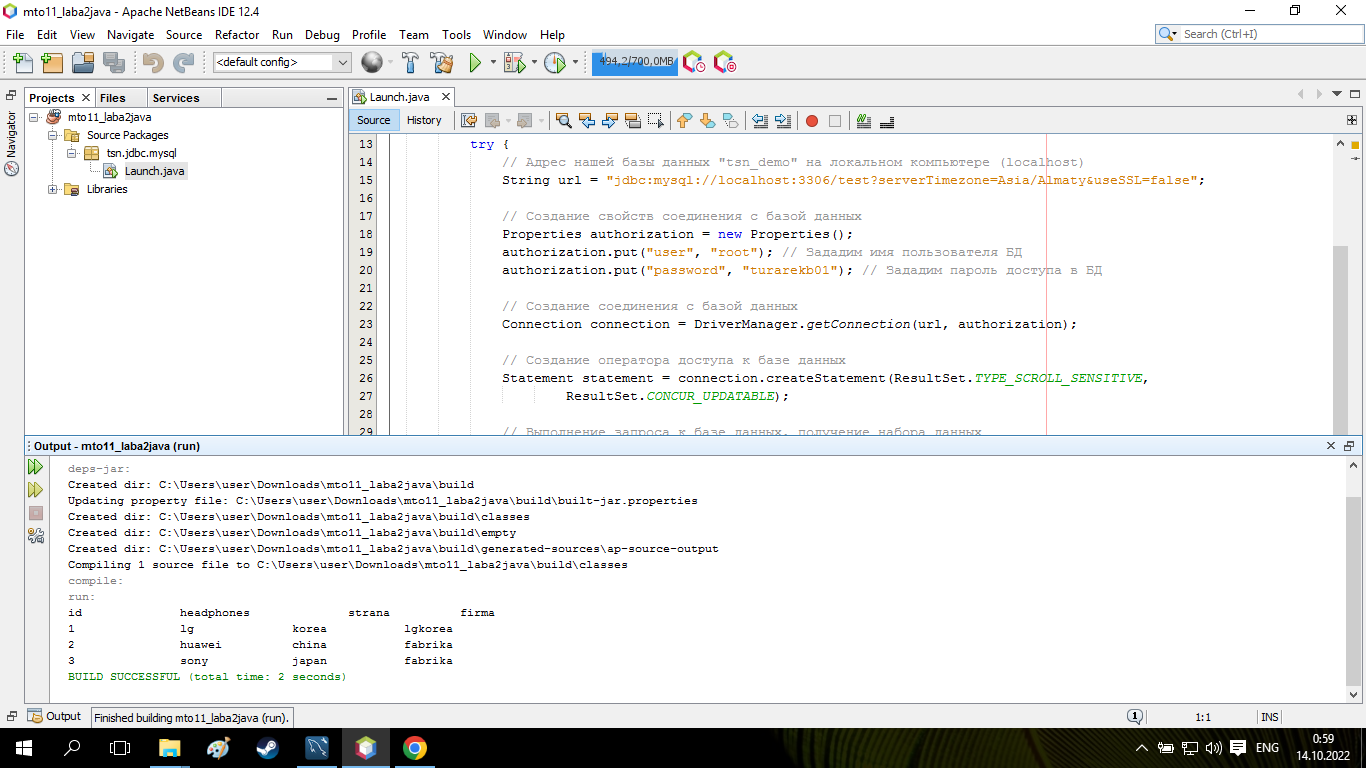 mto11_laba2java - Apache NetBeans IDE 12.4
File Edit View Navigate Source Refactor Run Debug Profile Team Tools Window Help
Search (Ctrl+I)
<default config>
494,2/700,0MB
Projects Files Services
Launch.java
Navigator
mto11_laba2java
Source Packages
tsn.jdbc.mysql
Launch.java
Libraries
Source History
13 try {
14 // Адрес нашей базы данных "tsn_demo" на локальном компьютере (localhost)
15 String url = "jdbc:mysql://localhost:3306/test?serverTimezone=Asia/Almaty&useSSL=false";
16
17 // Создание свойств соединения с базой данных
18 Properties authorization = new Properties();
19 authorization.put("user", "root"); // Зададим имя пользователя БД
20 authorization.put("password", "turarekb01"); // Зададим пароль доступа в БД
21
22 // Создание соединения с базой данных
23 Connection connection = DriverManager.getConnection(url, authorization);
24
25 // Создание оператора доступа к базе данных
26 Statement statement = connection.createStatement(ResultSet.TYPE_SCROLL_SENSITIVE,
27 ResultSet.CONCUR_UPDATABLE);
28
29 // Выполнение запроса к базе данных, получение набора данных
Output - mto11_laba2java (run)
deps-jar:
Created dir: C:\Users\user\Downloads\mto11_laba2java\build
Updating property file: C:\Users\user\Downloads\mto11_laba2java\build\built-jar.properties
Created dir: C:\Users\user\Downloads\mto11_laba2java\build\classes
Created dir: C:\Users\user\Downloads\mto11_laba2java\build\empty
Created dir: C:\Users\user\Downloads\mto11_laba2java\build\generated-sources\ap-source-output
Compiling 1 source file to C:\Users\user\Downloads\mto11_laba2java\build\classes
compile:
run:
id headphones strana firma
1 lg korea lgkorea
2 huawei china fabrika
3 sony japan fabrika
BUILD SUCCESSFUL (total time: 2 seconds)
Output
Finished building mto11_laba2java (run).
1
1:1
INS
ENG
0:59
14.10.2022